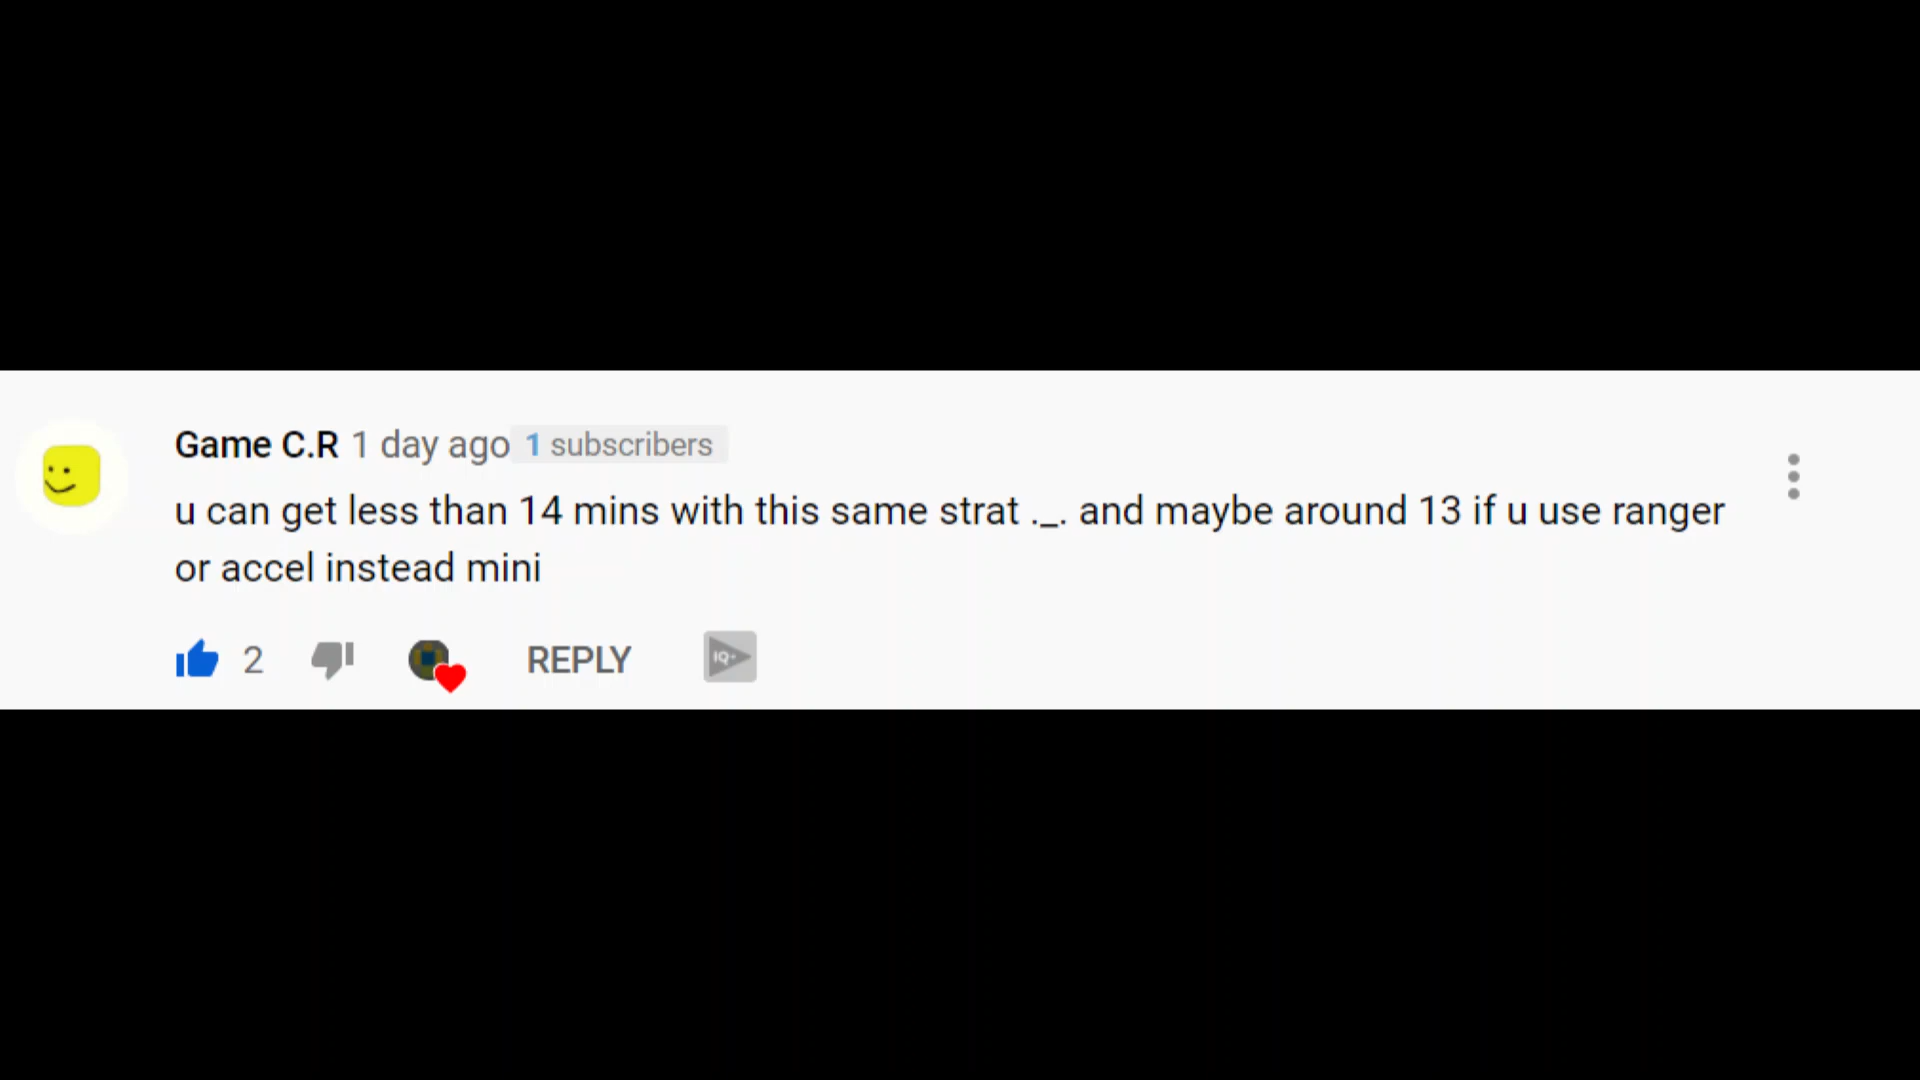 Game C.R 1 day ago 1 subscribers
u can get less than 14 mins with this same strat ._. and maybe around 13 if u use ranger
or accel instead mini
2 REPLY IQ+